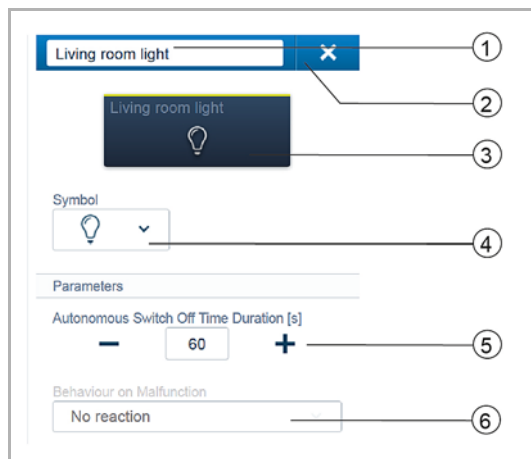 Living room light
1
2
Living room light
3
Symbol
4
Parameters
Autonomous Switch Off Time Duration [s]
60
5
Behaviour on Malfunction
No reaction
6